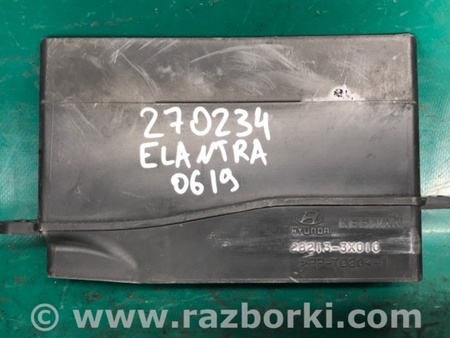 270234
ELANTRA
0619
HYUNDAI
28213-3X010
© www.razborki.com